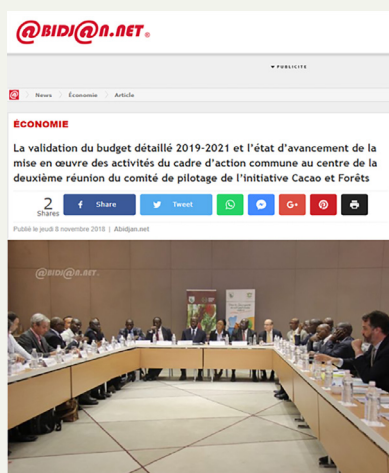 @BIDJ@N.NET®
PUBLICITE
@ News Économie Article
ÉCONOMIE
La validation du budget détaillé 2019-2021 et l'état d'avancement de la
mise en œuvre des activités du cadre d'action commune au centre de la
deuxième réunion du comité de pilotage de l'initiative Cacao et Forêts
2
Shares
f Share
Tweet
G+
Publié le jeudi 8 novembre 2018 | Abidjan.net
@BIDJ@N.NET